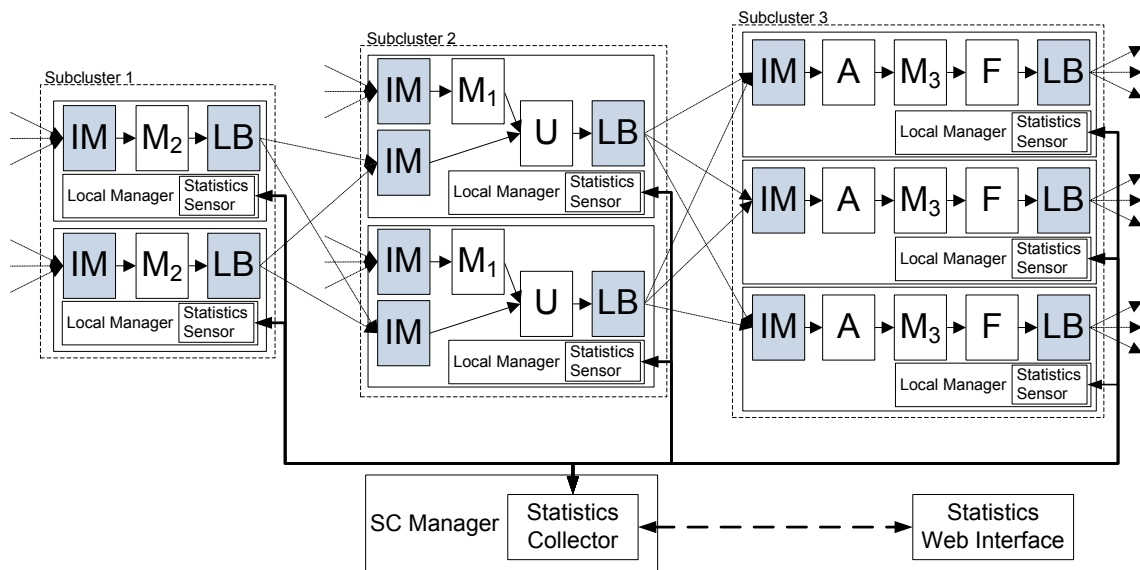 Subcluster 1
IM M2 LB
Local Manager
Statistics
Sensor
IM M2 LB
Local Manager
Statistics
Sensor
Subcluster 2
IM M1
IM U LB
Local Manager
Statistics
Sensor
IM M1
IM U LB
Local Manager
Statistics
Sensor
Subcluster 3
IM A M3 F LB
Local Manager
Statistics
Sensor
IM A M3 F LB
Local Manager
Statistics
Sensor
IM A M3 F LB
Local Manager
Statistics
Sensor
SC Manager
Statistics
Collector
Statistics
Web Interface